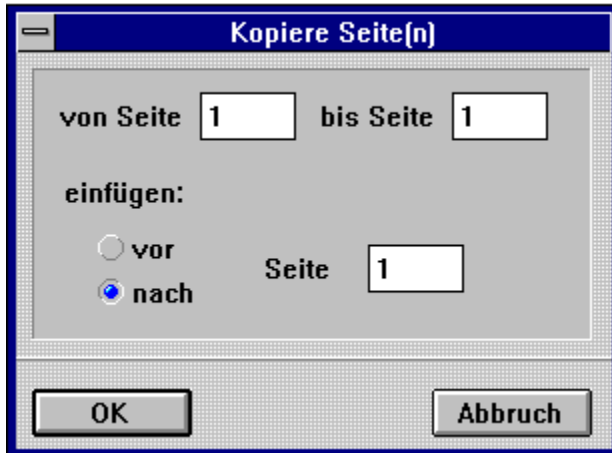 Kopiere Seite(n)
von Seite 1 bis Seite 1
einfügen:
vor
Seite 1
nach
OK Abbruch